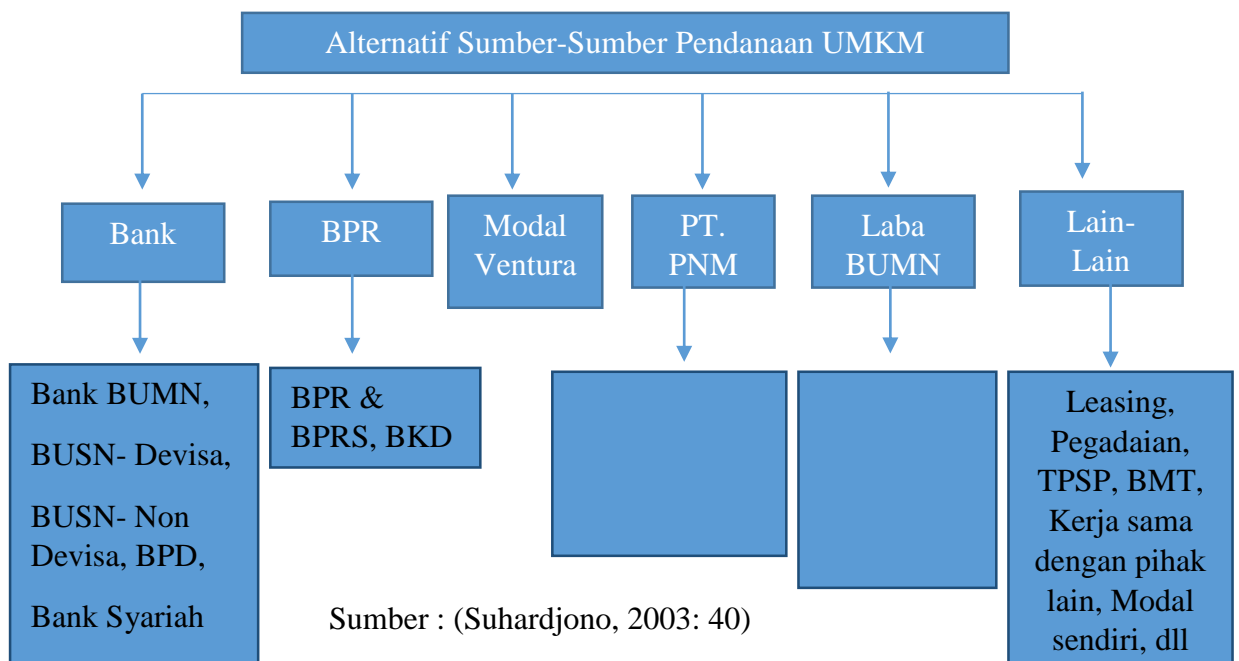 Alternatif Sumber-Sumber Pendanaan UMKM
Bank
BPR
Modal
Ventura
PT.
PNM
Laba
BUMN
Lain-
Lain
Bank BUMN,
BUSN- Devisa,
BUSN- Non
Devisa, BPD,
Bank Syariah
BPR &
BPRS, BKD
Leasing,
Pegadaian,
TPSP, BMT,
Kerja sama
dengan pihak
lain, Modal
sendiri, dll
Sumber : (Suhardjono, 2003: 40)